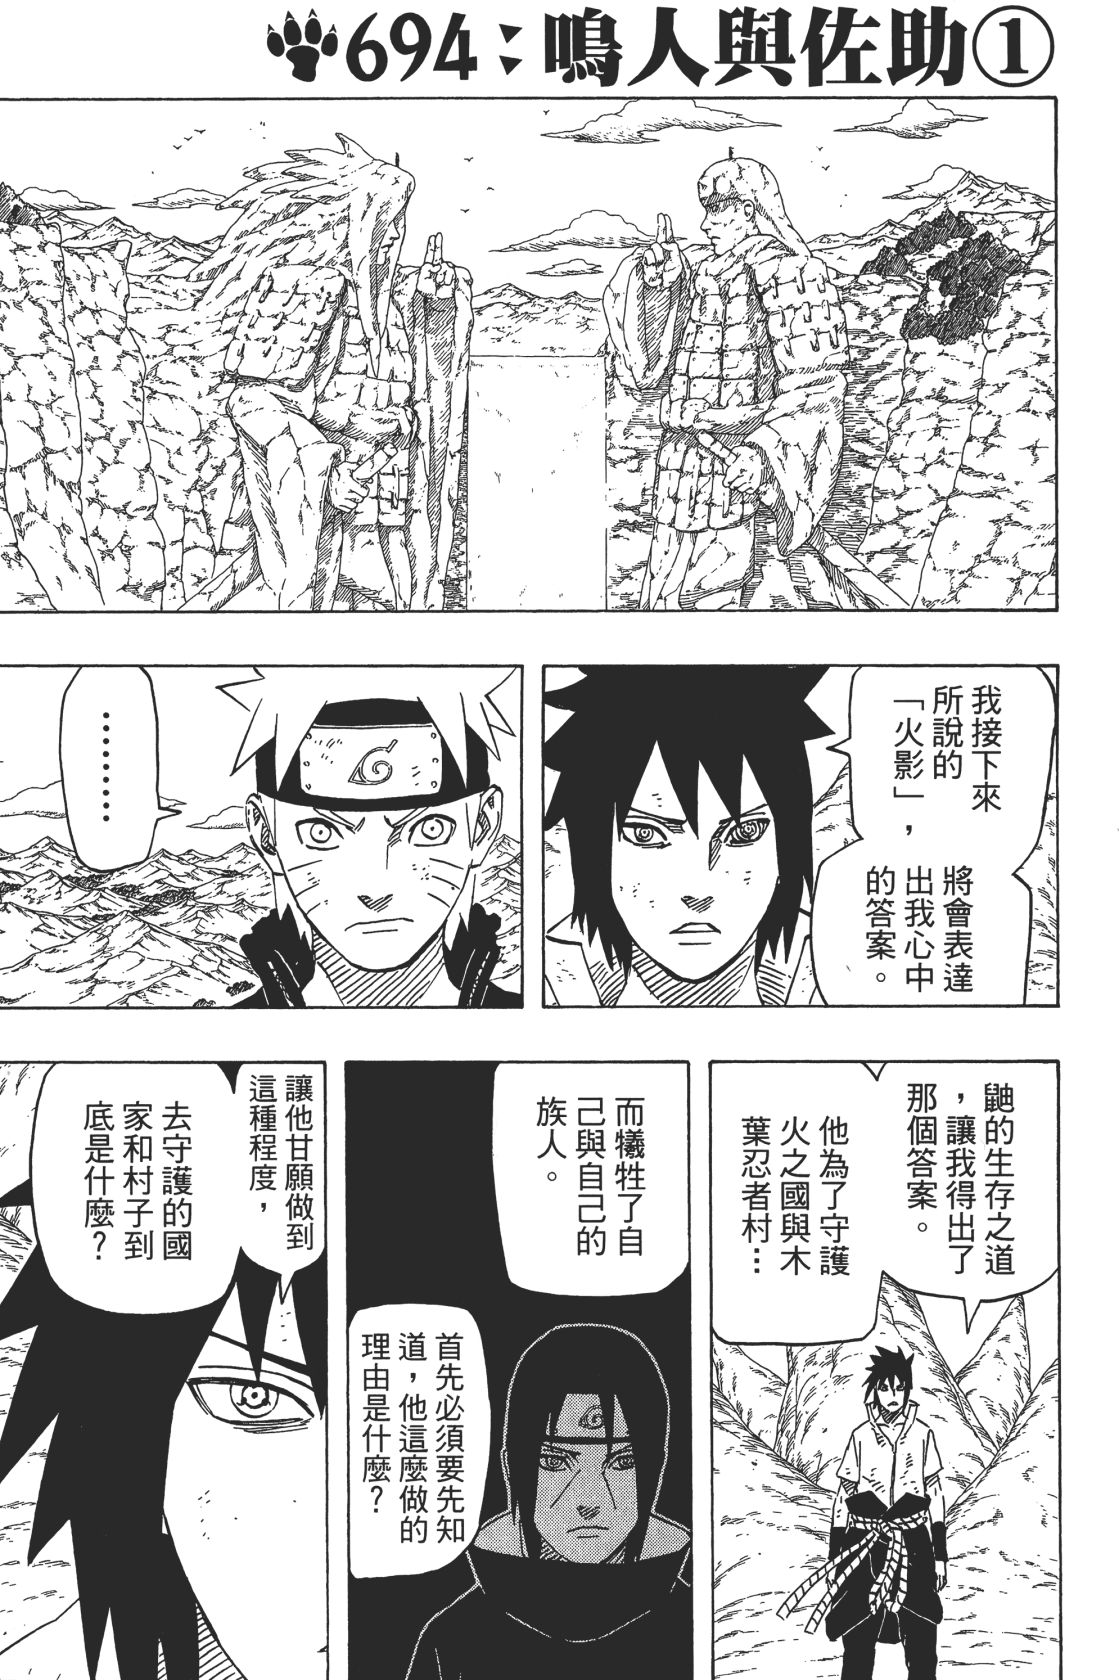 694：鳴人與佐助①
我接下來
所說的
「火影」，
將會表達
出我心中
的答案。
………
鼬的生存之道
，讓我得出了
那個答案。
他為了守護
火之國與木
葉忍者村…
而犧牲了自
己與自己的
族人。
首先必須要先知
道，他這麼做的
理由是什麼？
讓他甘願做到
這種程度，
去守護的國
家和村子到
底是什麼？